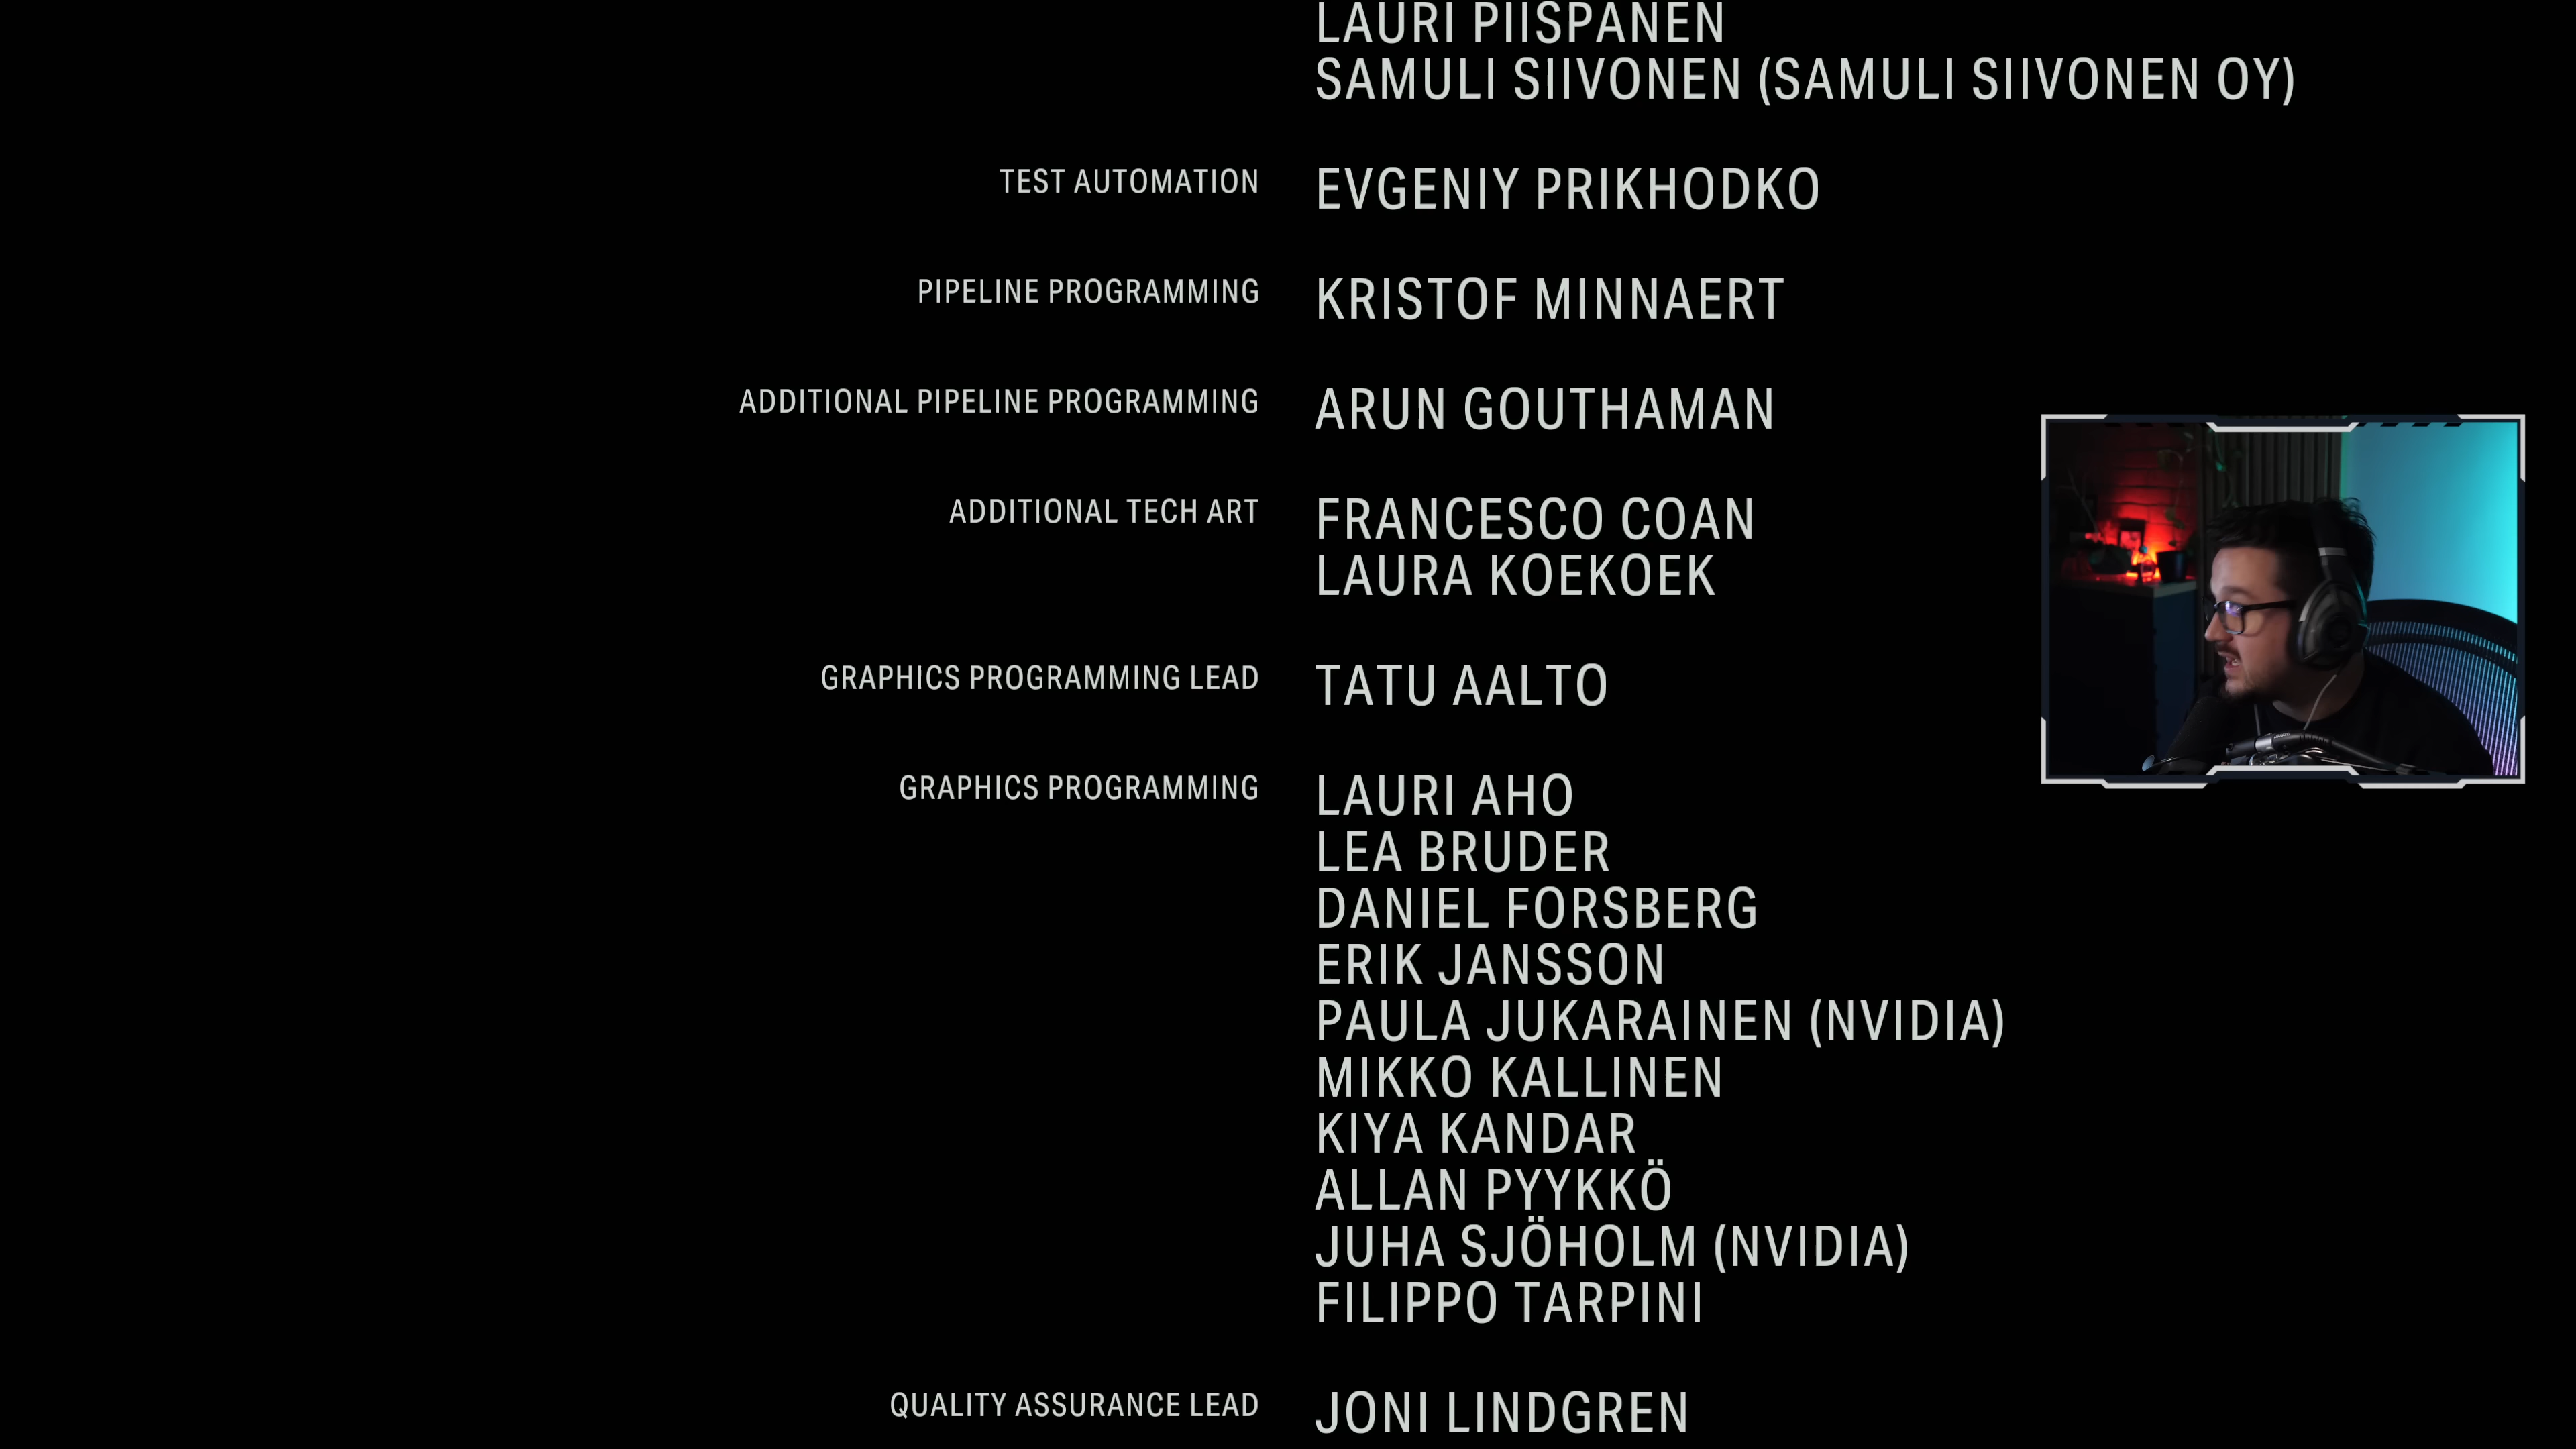 LAURI PIISPANEN
SAMULI SIIVONEN (SAMULI SIIVONEN OY)
TEST AUTOMATION EVGENIY PRIKHODKO
PIPELINE PROGRAMMING KRISTOF MINNAERT
ADDITIONAL PIPELINE PROGRAMMING ARUN GOUTHAMAN
ADDITIONAL TECH ART FRANCESCO COAN
LAURA KOEKOEK
GRAPHICS PROGRAMMING LEAD TATU AALTO
GRAPHICS PROGRAMMING LAURI AHO
LEA BRUDER
DANIEL FORSBERG
ERIK JANSSON
PAULA JUKARAINEN (NVIDIA)
MIKKO KALLINEN
KIYA KANDAR
ALLAN PYYKKÖ
JUHA SJÖHOLM (NVIDIA)
FILIPPO TARPINI
QUALITY ASSURANCE LEAD JONI LINDGREN